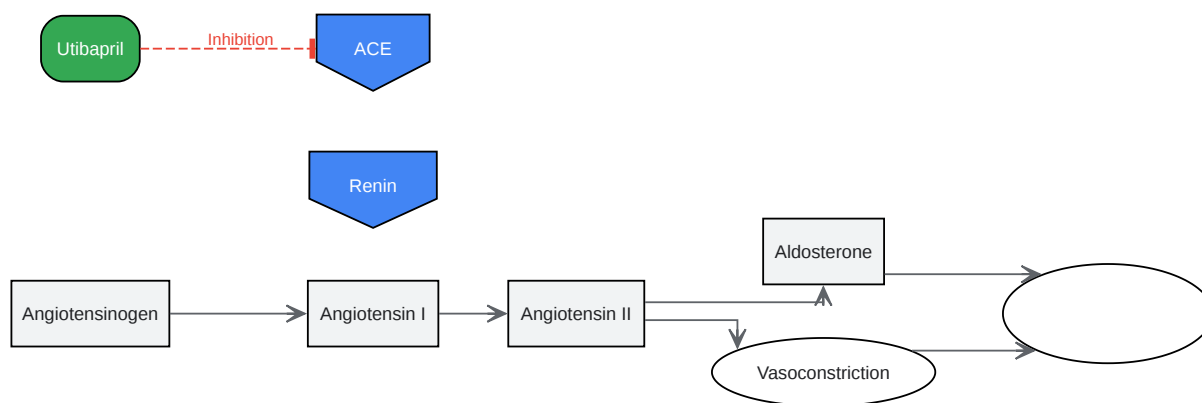 Utibapril
Inhibition
ACE
Renin
Aldosterone
Angiotensinogen
Angiotensin I
Angiotensin II
Vasoconstriction